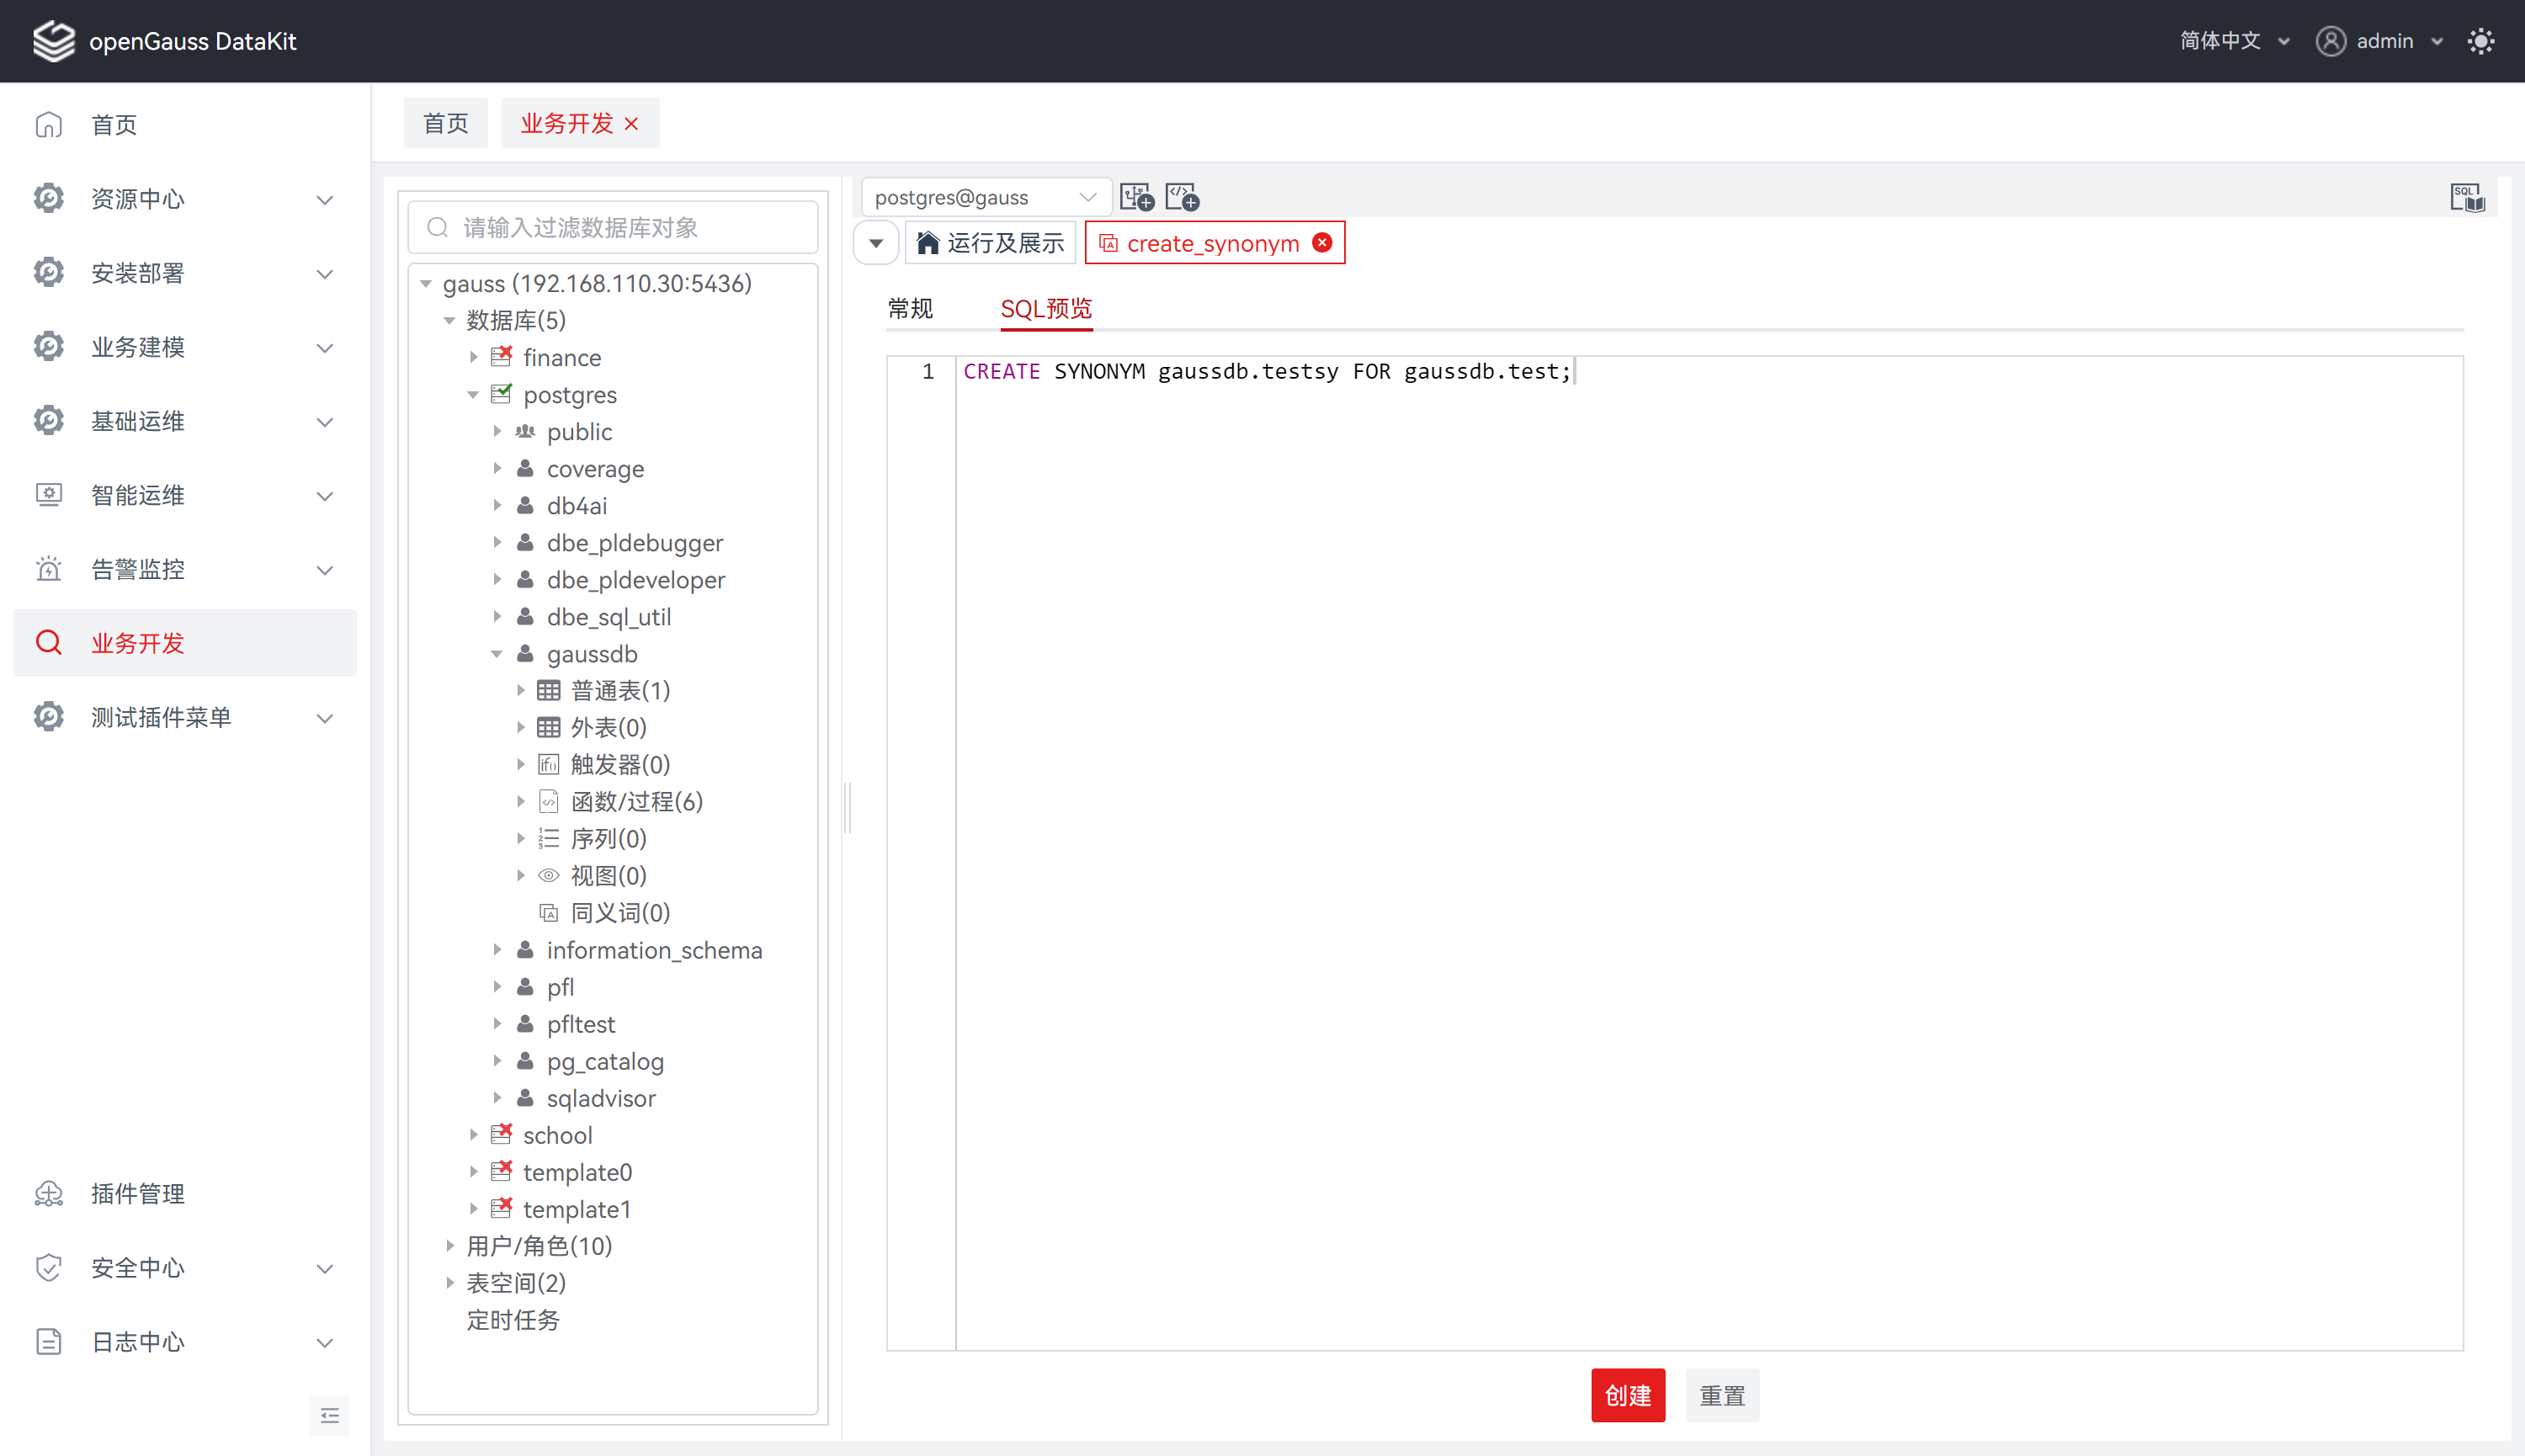 openGauss DataKit
简体中文
admin
首页
资源中心
安装部署
业务建模
基础运维
智能运维
告警监控
业务开发
测试插件菜单
插件管理
安全中心
日志中心
首页
业务开发
请输入过滤数据库对象
gauss (192.168.110.30:5436)
数据库(5)
finance
postgres
public
coverage
db4ai
dbe_pldebugger
dbe_pldeveloper
dbe_sql_util
gaussdb
普通表(1)
外表(0)
触发器(0)
函数/过程(6)
序列(0)
视图(0)
同义词(0)
information_schema
pfl
pfltest
pg_catalog
sqladvisor
school
template0
template1
用户/角色(10)
表空间(2)
定时任务
postgres@gauss
SQL
运行及展示
create_synonym
常规
SQL预览
1 CREATE SYNONYM gaussdb.testsy FOR gaussdb.test;
创建
重置